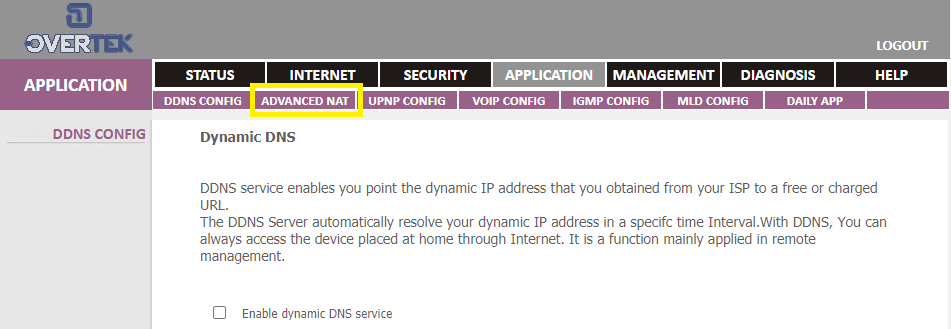 OVERTEK
LOGOUT
APPLICATION
STATUS INTERNET SECURITY APPLICATION MANAGEMENT DIAGNOSIS HELP
DDNS CONFIG ADVANCED NAT UPNP CONFIG VOIP CONFIG IGMP CONFIG MLD CONFIG DAILY APP
DDNS CONFIG
Dynamic DNS
DDNS service enables you point the dynamic IP address that you obtained from your ISP to a free or charged
URL.
The DDNS Server automatically resolve your dynamic IP address in a specifc time Interval.With DDNS, You can
always access the device placed at home through Internet. It is a function mainly applied in remote
management.
Enable dynamic DNS service